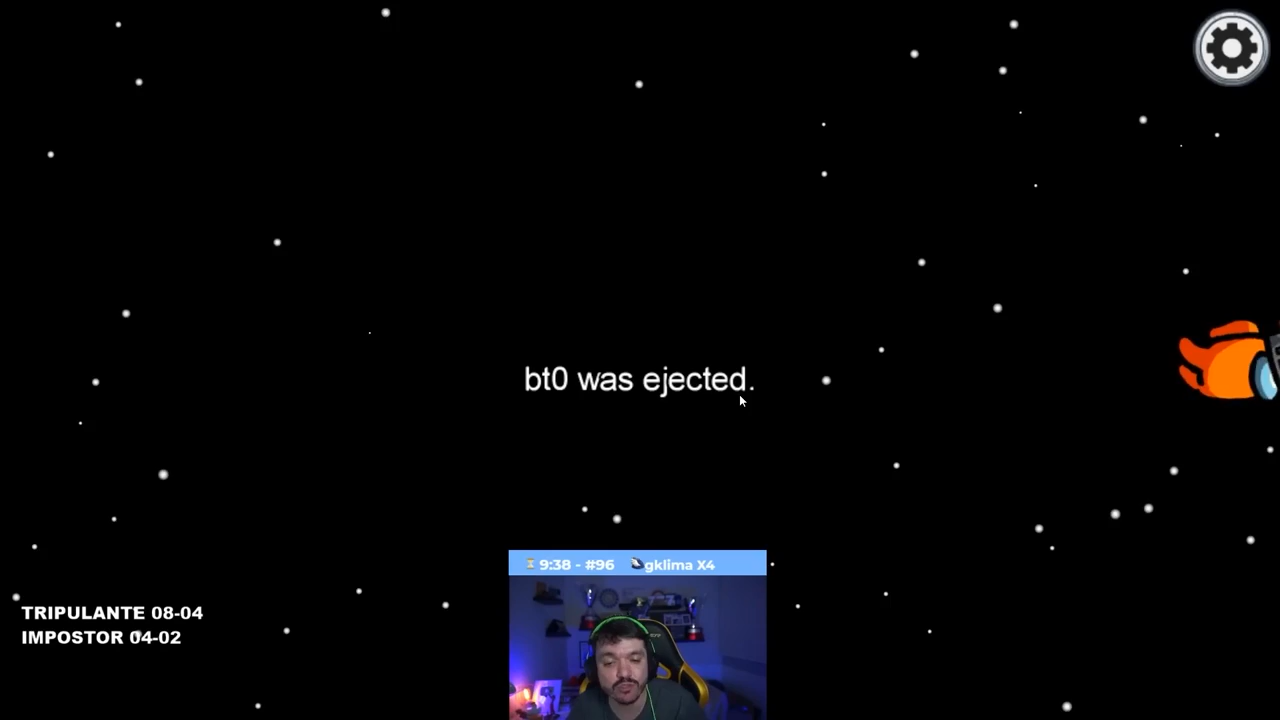 bt0 was ejected.
9:38 - #96 gklima X4
TRIPULANTE 08-04
IMPOSTOR 04-02